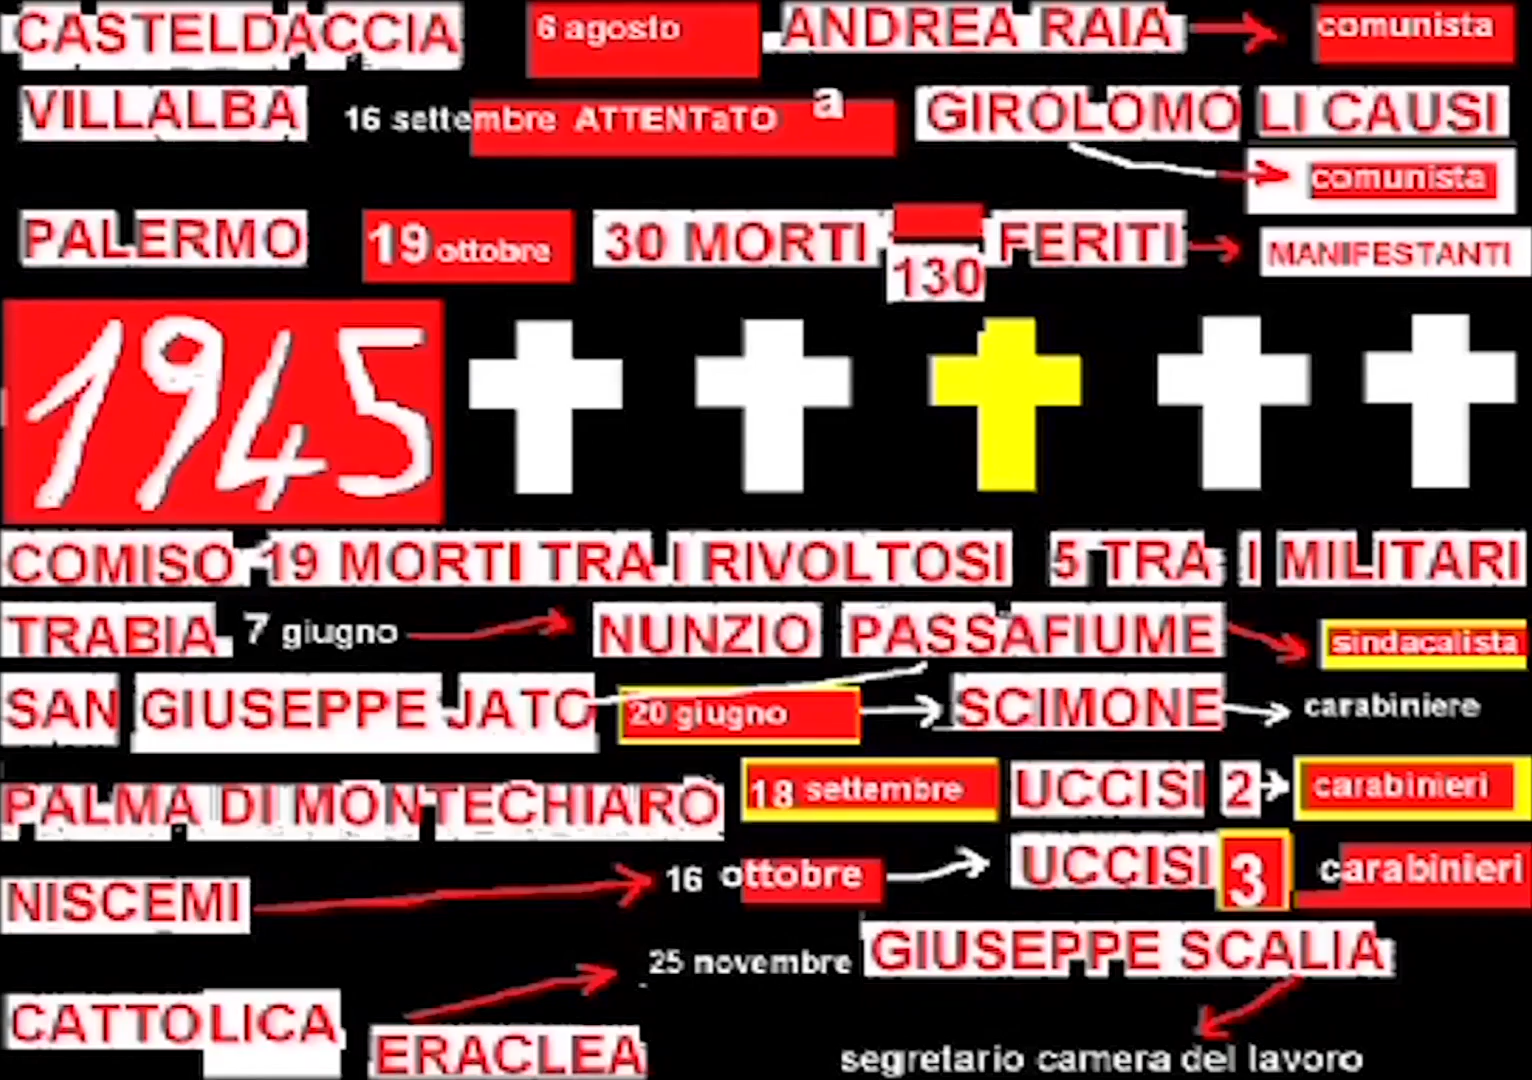 CASTELDACCIA 6 agosto ANDREA RAIA comunista
VILLALBA 16 settembre ATTENTaTO a GIROLOMO LI CAUSI
comunista
PALERMO 19 ottobre 30 MORTI 130 FERITI MANIFESTANTI
1945
COMISO 19 MORTI TRA I RIVOLTOSI 5 TRA I MILITARI
TRABIA 7 giugno NUNZIO PASSAFIUME sindacalista
SAN GIUSEPPE JATO 20 giugno SCIMONE carabiniere
PALMA DI MONTECHIARO 18 settembre UCCISI 2 carabinieri
NISCEMI 16 ottobre UCCISI 3 carabinieri
CATTOLICA ERACLEA 25 novembre GIUSEPPE SCALIA
segretario camera del lavoro